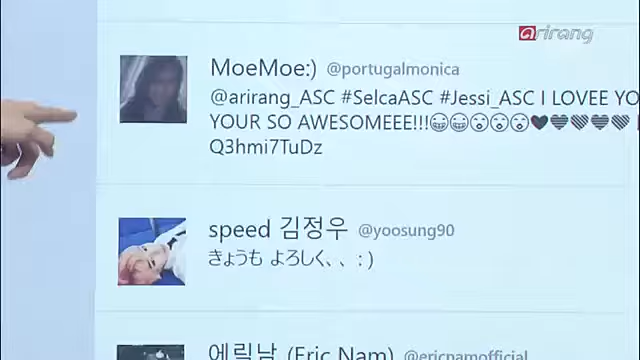 arirang
MoeMoe:) @portugalmonica
@arirang_ASC #SelcaASC #Jessi_ASC I LOVEE YO
YOUR SO AWESOMEEE!!!😁😁😲😲😲♥♥♥♥♥
Q3hmi7TuDz
speed 김정우 @yoosung90
きょうも よろしく、、:)
에릭남 (Eric Nam) @ericnamofficial